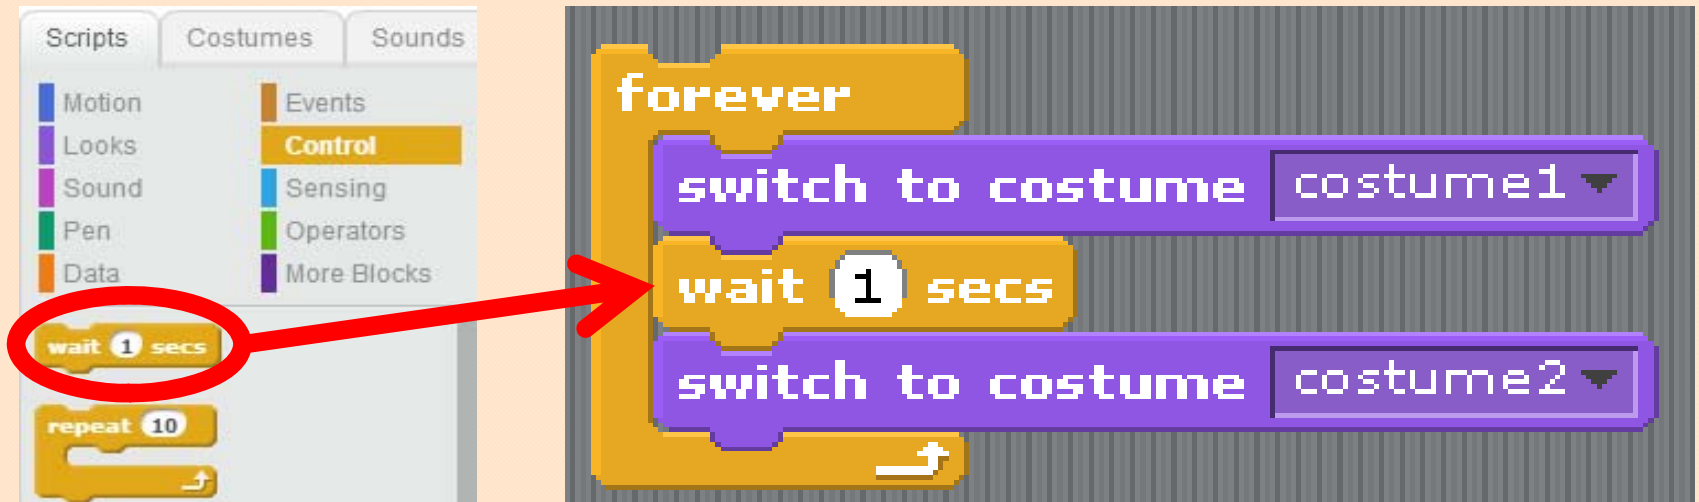 Scripts Costumes Sounds
Motion Events
Looks Control
Sound Sensing
Pen Operators
Data More Blocks
wait 1 secs
repeat 10
forever
switch to costume costume1
wait 1 secs
switch to costume costume2